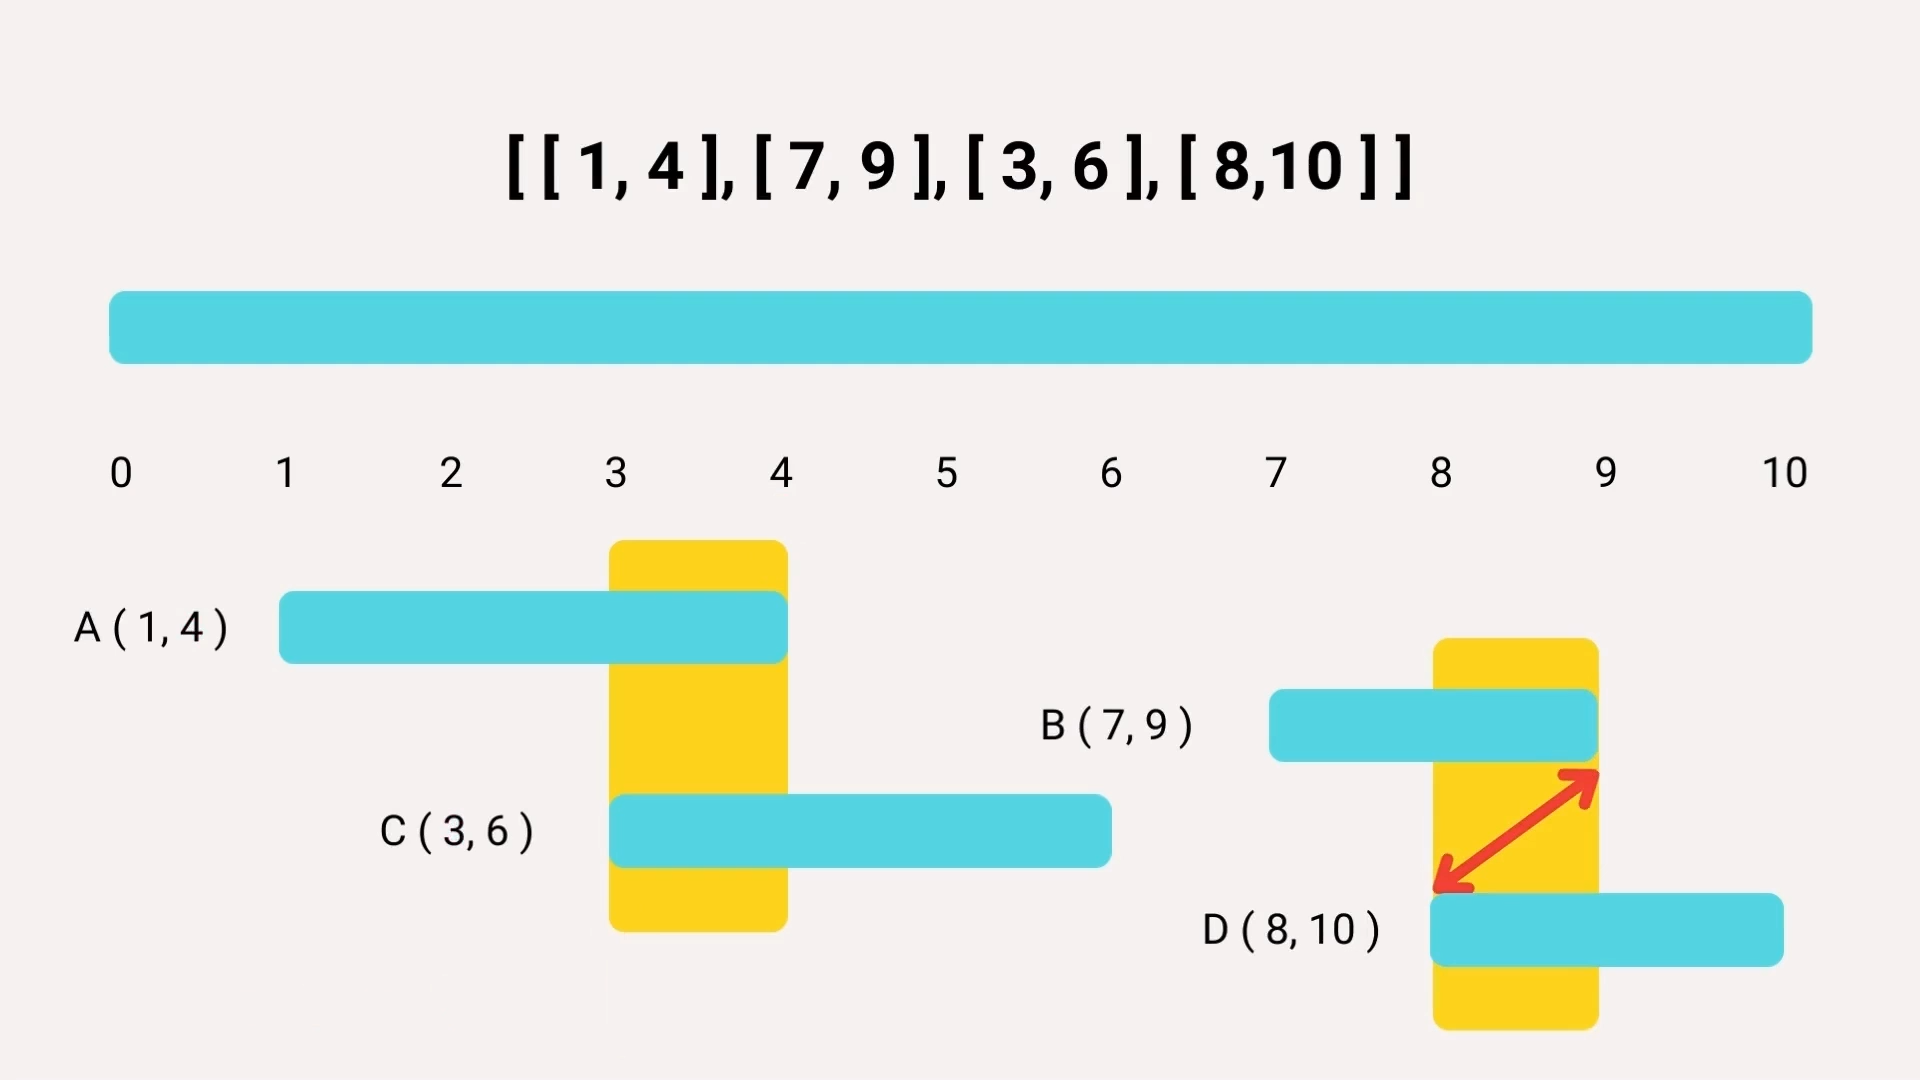 [ [ 1, 4 ], [ 7, 9 ], [ 3, 6 ], [ 8,10 ] ]
0 1 2 3 4 5 6 7 8 9 10
A ( 1, 4 )
B ( 7, 9 )
C ( 3, 6 )
D ( 8, 10 )